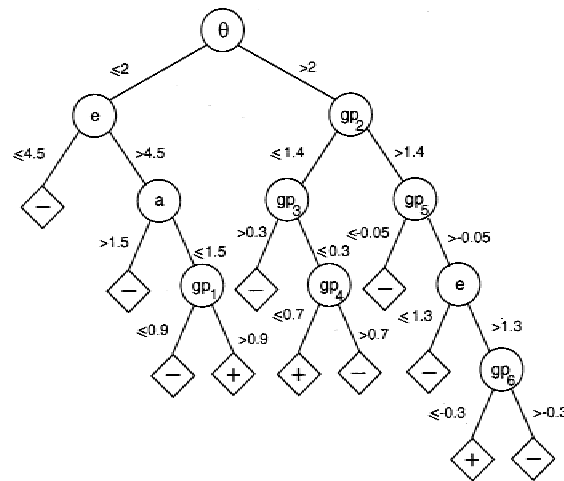 θ
≤2 >2
e gp2
≤4.5 >4.5 ≤1.4 >1.4
− a gp3 gp5
>1.5 ≤1.5 >0.3 ≤0.3 ≤-0.05 >-0.05
− gp1 − gp4 − e
≤0.9 >0.9 ≤0.7 >0.7 ≤1.3 >1.3
− + + − − gp6
≤-0.3 >-0.3
+ −